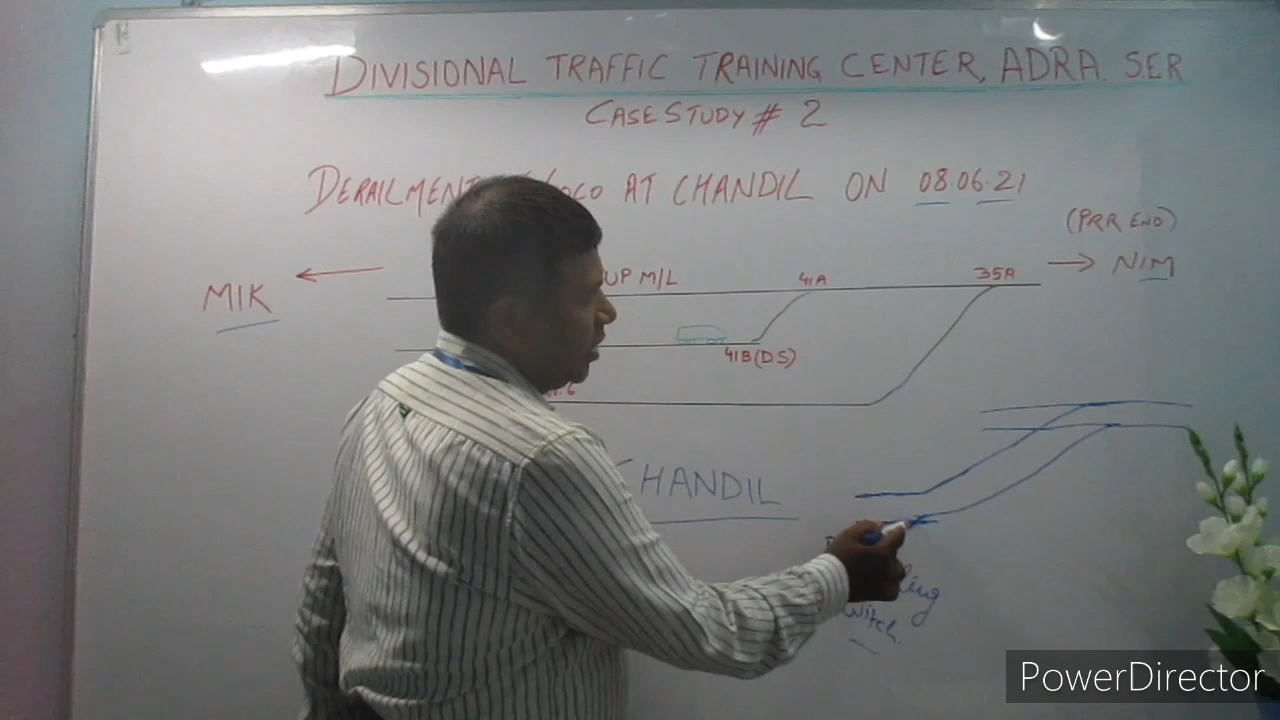 DIVISIONAL TRAFFIC TRAINING CENTER, ADRA. SER
CASE STUDY # 2
DERAILMENT LOCO AT CHANDIL ON 08.06.21
(PRR END)
MIK UP M/L 41A 35A NIM
41B (DS)
CHANDIL
PowerDirector